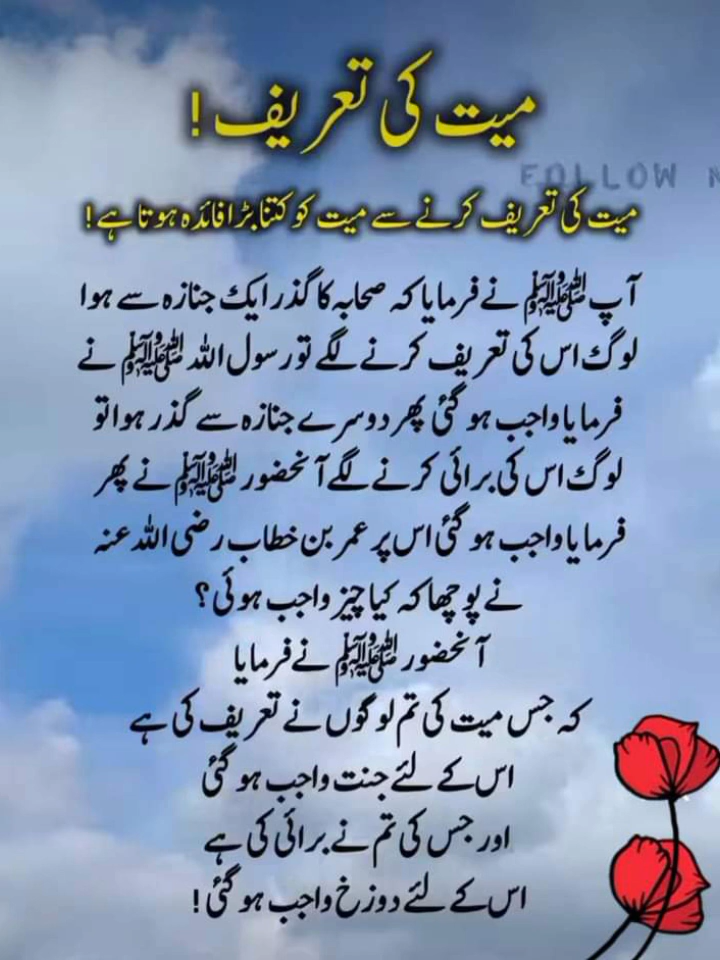 میت کی تعریف !
FOLLOW
میت کی تعریف کرنے سے میت کو کتنا بڑا فائدہ ہوتا ہے !
آپ ﷺ نے فرمایا کہ صحابہ کا گذر ایک جنازہ سے ہوا
لوگ اس کی تعریف کرنے لگے تو رسول اللہ ﷺ نے
فرمایا واجب ہو گئی پھر دوسرے جنازہ سے گذر ہوا تو
لوگ اس کی برائی کرنے لگے آنحضور ﷺ نے پھر
فرمایا واجب ہو گئی اس پر عمر بن خطاب رضی اللہ عنہ
نے پوچھا کہ کیا چیز واجب ہوئی ؟
آنحضور ﷺ نے فرمایا
کہ جس میت کی تم لوگوں نے تعریف کی ہے
اس کے لئے جنت واجب ہو گئی
اور جس کی تم نے برائی کی ہے
اس کے لئے دوزخ واجب ہو گئی !